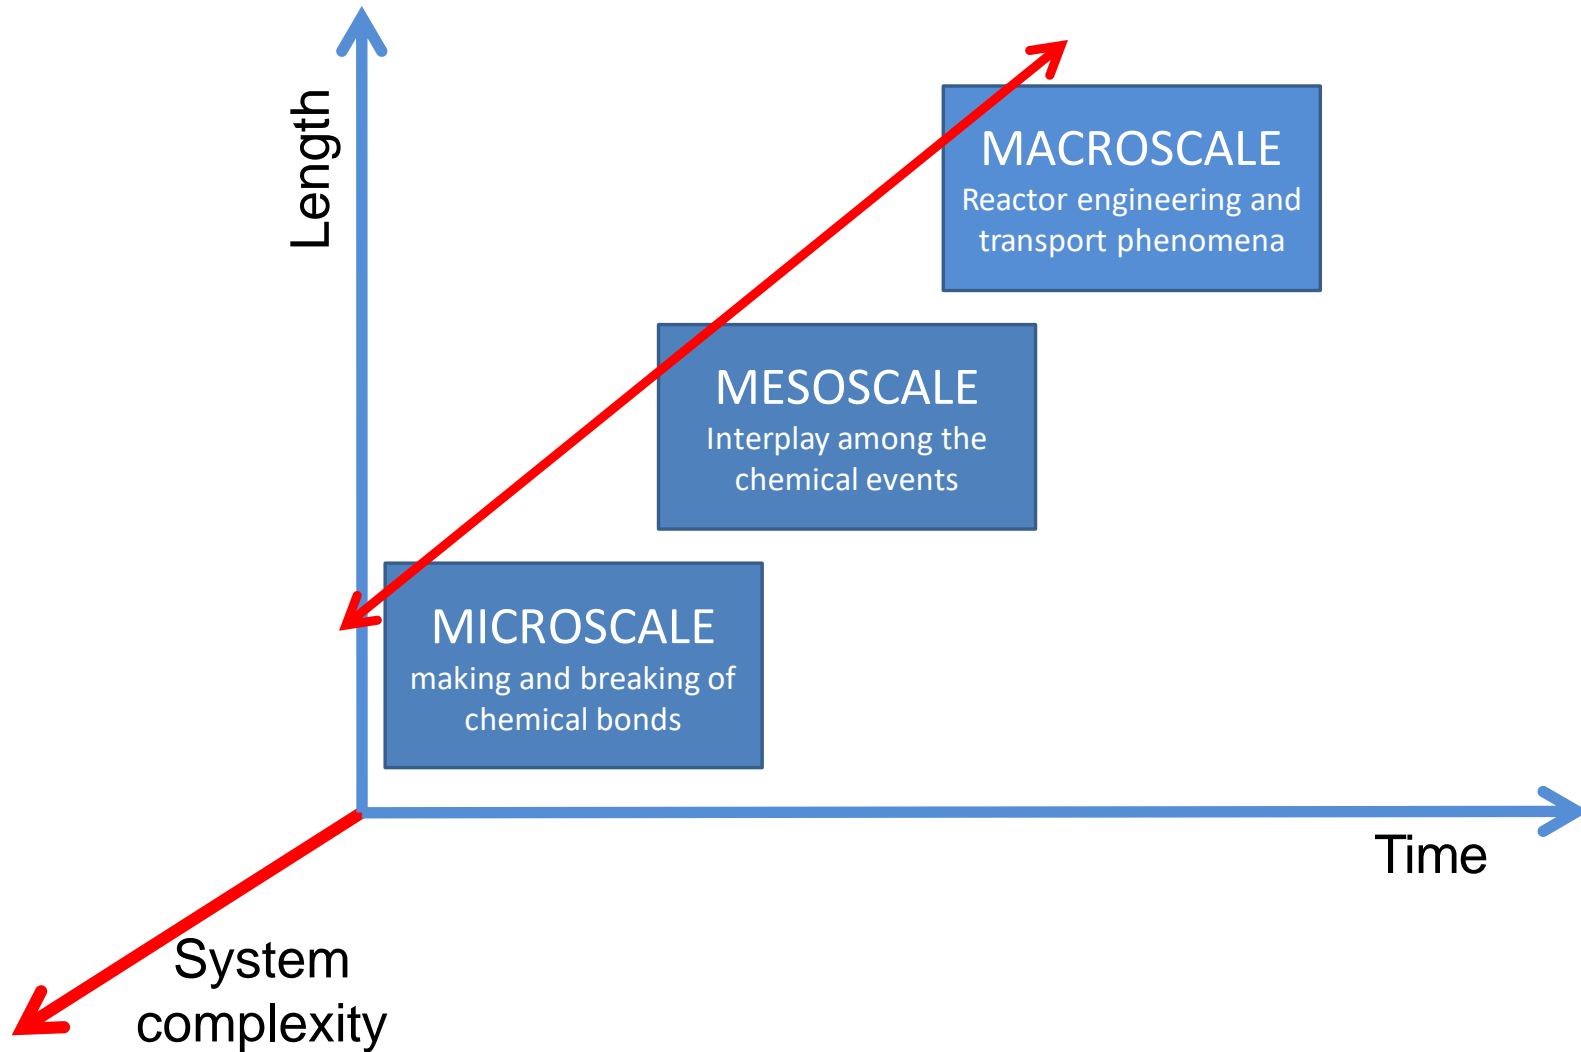 Length
MACROSCALE
Reactor engineering and
transport phenomena
MESOSCALE
Interplay among the
chemical events
MICROSCALE
making and breaking of
chemical bonds
Time
System
complexity